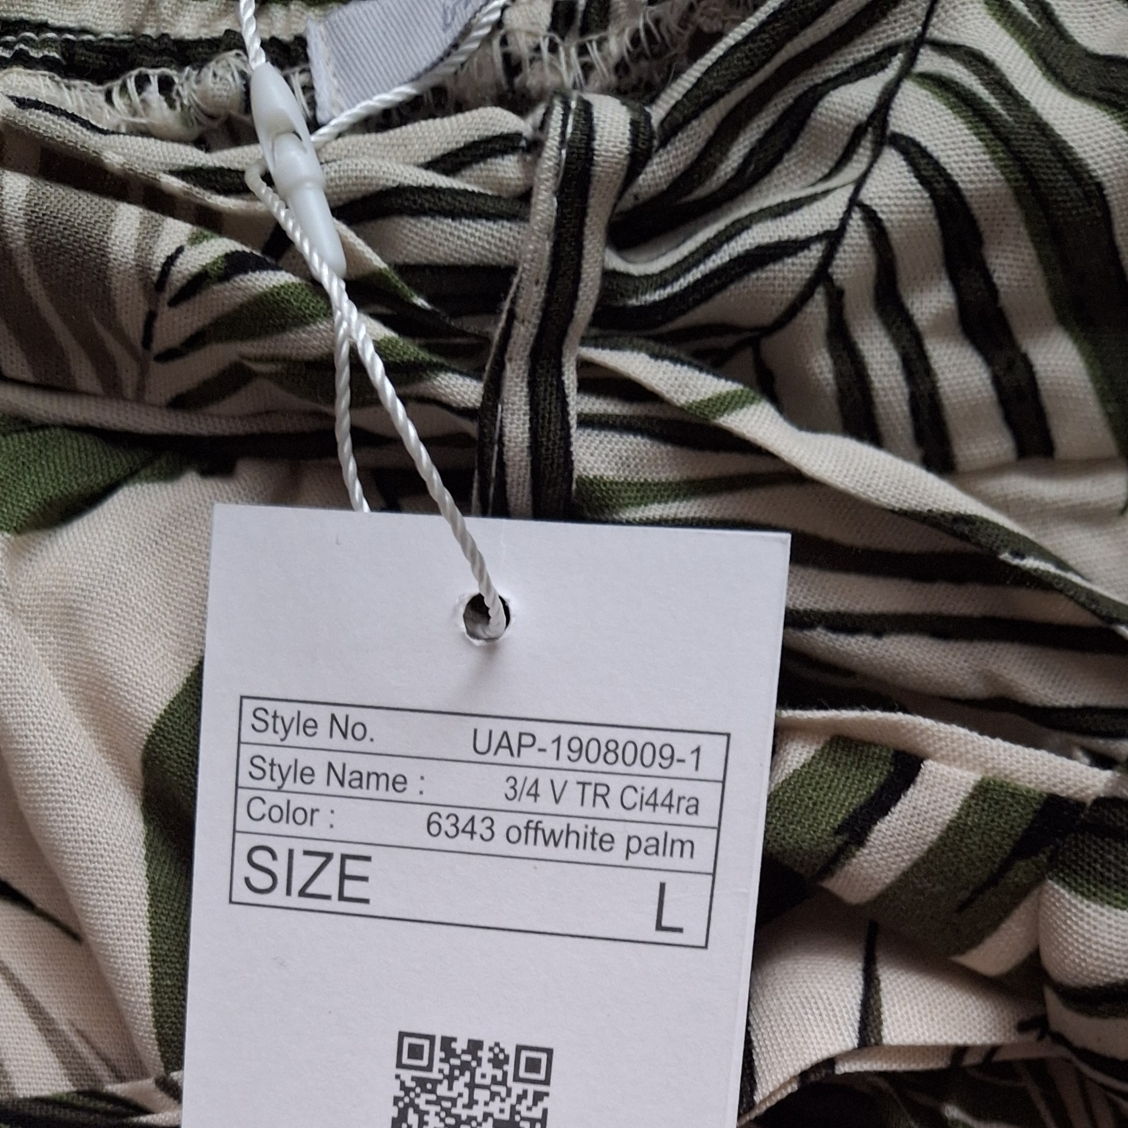 Style No. UAP-1908009-1
Style Name : 3/4 V TR Ci44ra
Color : 6343 offwhite palm
SIZE L